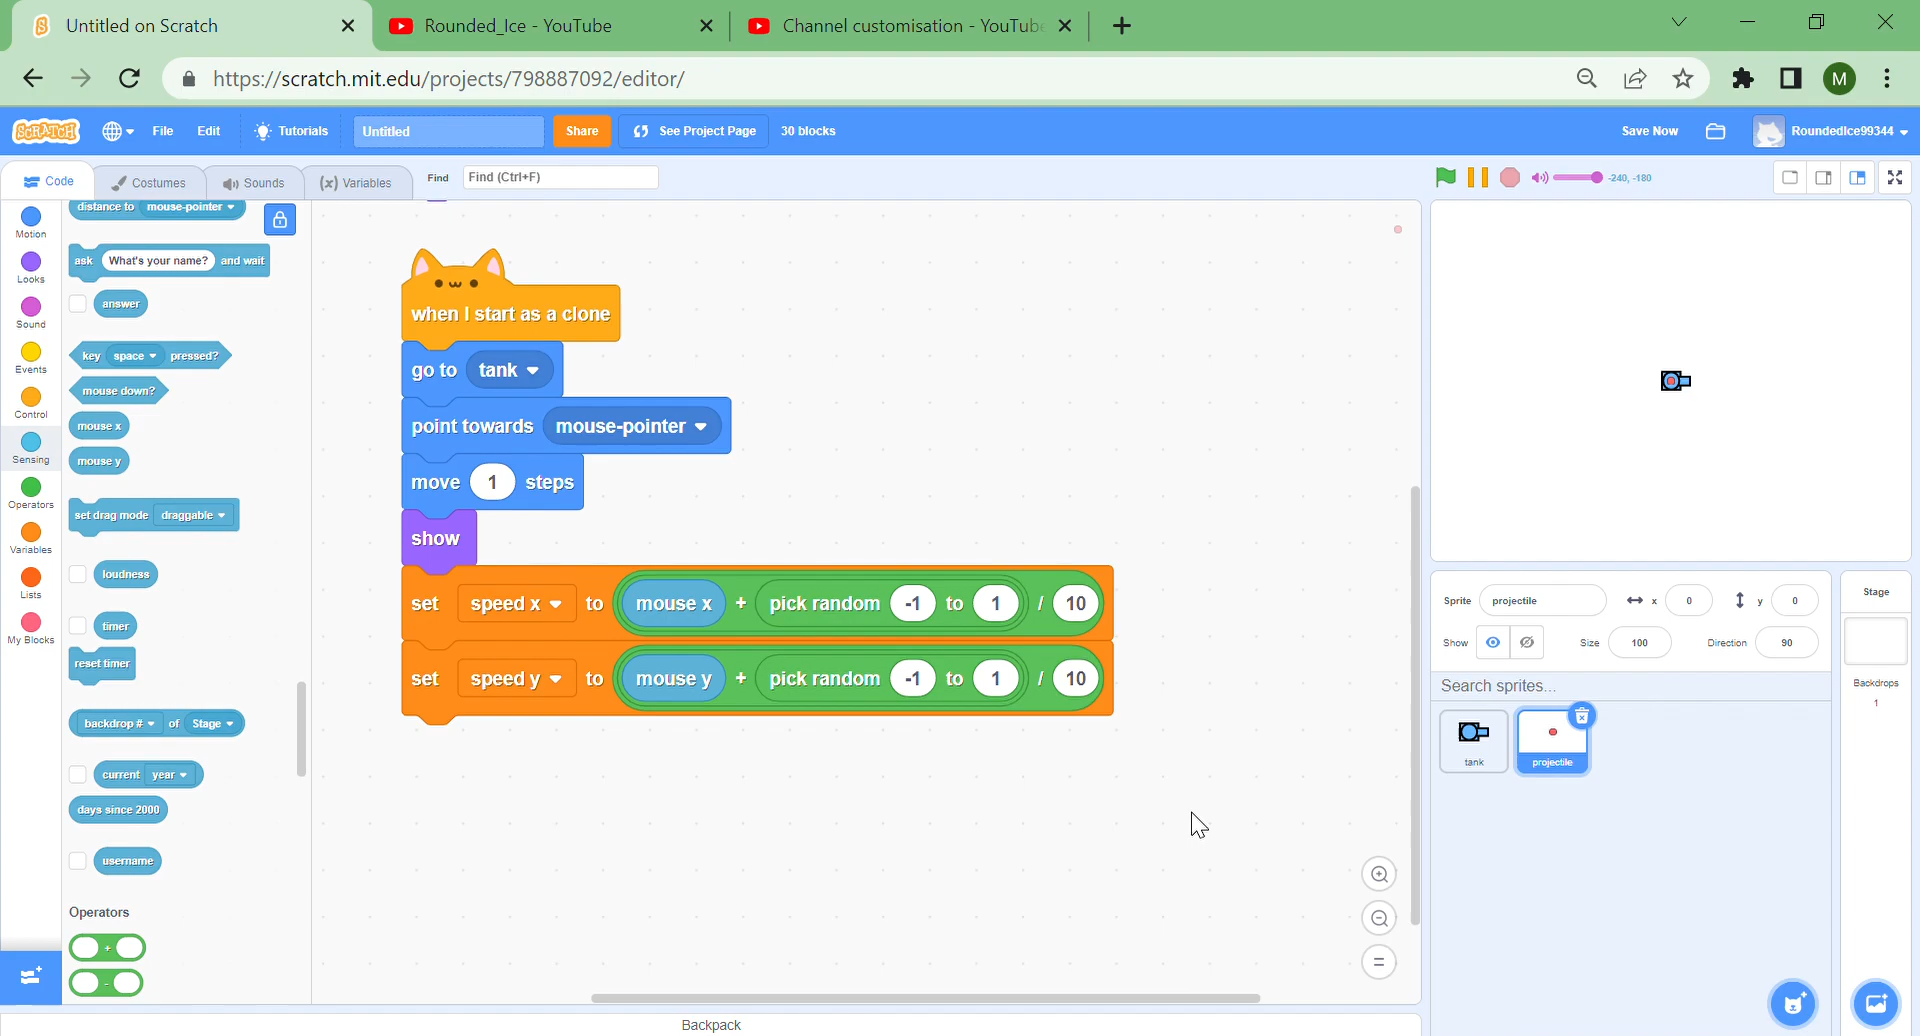 Untitled on Scratch
Rounded_Ice - YouTube
Channel customisation - YouTube
https://scratch.mit.edu/projects/798887092/editor/
M
SCRATCH
File
Edit
Tutorials
Untitled
Share
See Project Page
30 blocks
Save Now
RoundedIce99344
Code
Costumes
Sounds
(x) Variables
Find
Find (Ctrl+F)
-240, -180
Motion
Looks
Sound
Events
Control
Sensing
Operators
Variables
Lists
My Blocks
distance to mouse-pointer
ask What's your name? and wait
answer
key space pressed?
mouse down?
mouse x
mouse y
set drag mode draggable
loudness
timer
reset timer
backdrop # of Stage
current year
days since 2000
username
Operators
+
-
when I start as a clone
go to tank
point towards mouse-pointer
move 1 steps
show
set speed x to mouse x + pick random -1 to 1 / 10
set speed y to mouse y + pick random -1 to 1 / 10
Backpack
Sprite projectile x 0 y 0
Show Size 100 Direction 90
Search sprites...
tank
projectile
Stage
Backdrops
1